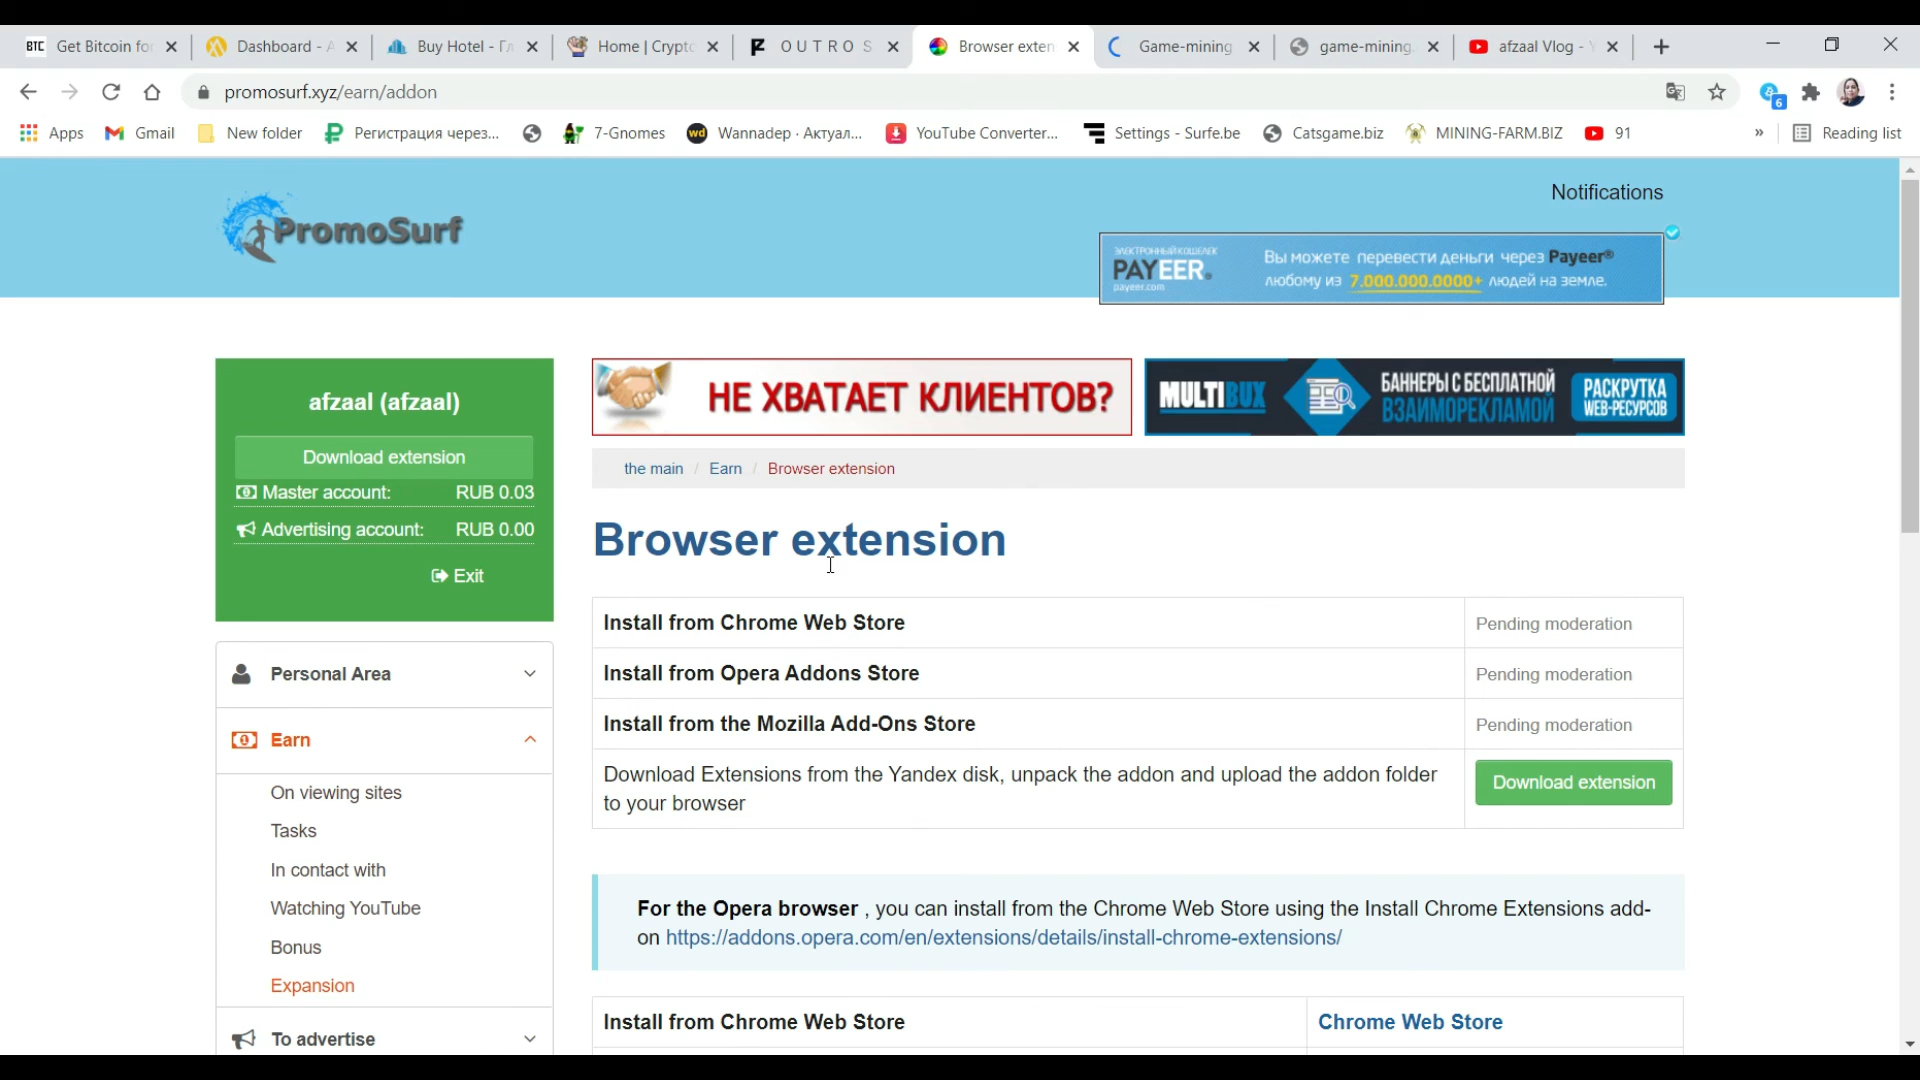 BTC Get Bitcoin fo
Dashboard - A
Buy Hotel - Гл
Home | Crypto
O U T R O S
Browser exten
Game-mining
game-mining.
afzaal Vlog - Y
promosurf.xyz/earn/addon
6
Apps
Gmail
New folder
Регистрация через...
7-Gnomes
wd Wannadep · Актуал...
YouTube Converter...
Settings - Surfe.be
Catsgame.biz
MINING-FARM.BIZ
91
»
Reading list
Notifications
PromoSurf
ЭЛЕКТРОННЫЙ КОШЕЛЕК
PAYEER.
payeer.com
Вы можете перевести деньги через Payeer®
любому из 7.000.000.0000+ людей на земле.
НЕ ХВАТАЕТ КЛИЕНТОВ?
MULTIBUX
БАННЕРЫ С БЕСПЛАТНОЙ
ВЗАИМОРЕКЛАМОЙ
РАСКРУТКА
WEB-РЕСУРСОВ
afzaal (afzaal)
Download extension
Master account: RUB 0.03
Advertising account: RUB 0.00
Exit
the main / Earn / Browser extension
Browser extension
Install from Chrome Web Store Pending moderation
Install from Opera Addons Store Pending moderation
Install from the Mozilla Add-Ons Store Pending moderation
Download Extensions from the Yandex disk, unpack the addon and upload the addon folder
to your browser
Download extension
Personal Area
Earn
On viewing sites
Tasks
In contact with
Watching YouTube
Bonus
Expansion
To advertise
For the Opera browser , you can install from the Chrome Web Store using the Install Chrome Extensions add-
on https://addons.opera.com/en/extensions/details/install-chrome-extensions/
Install from Chrome Web Store Chrome Web Store